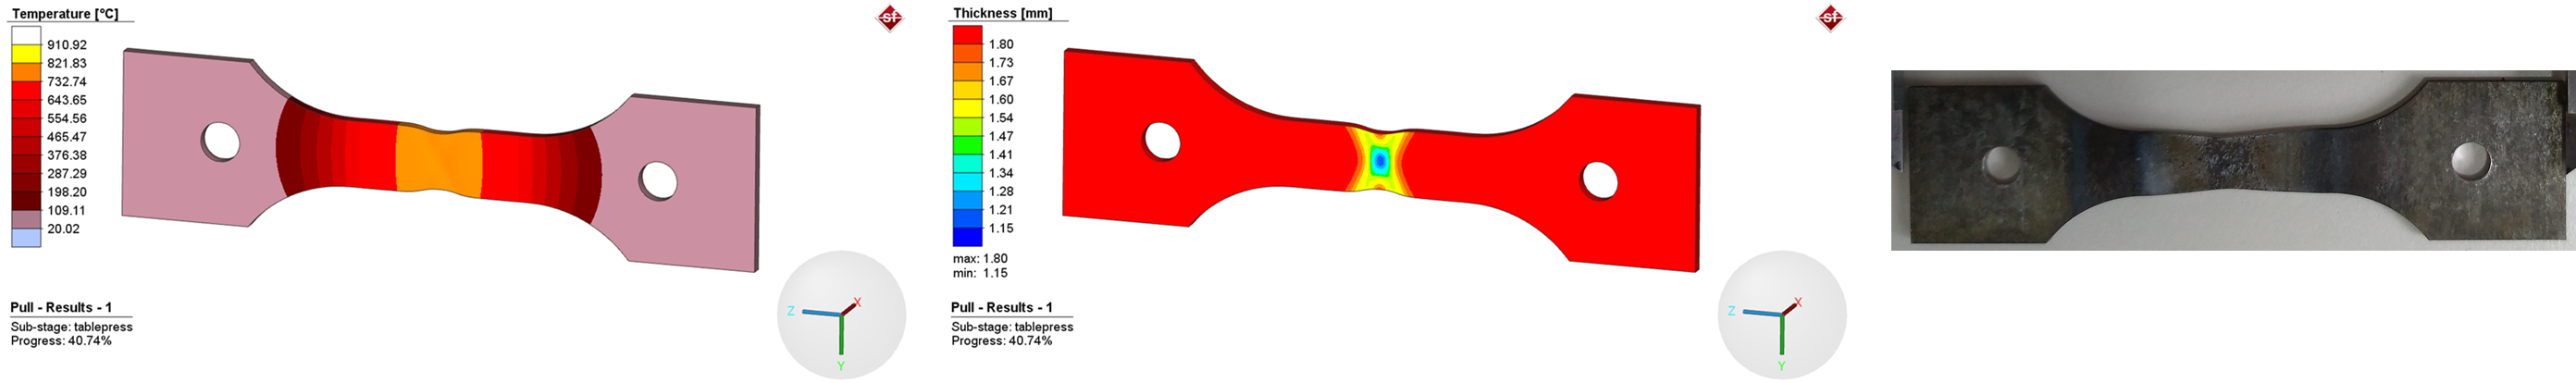 Temperature [°C]
910.92
821.83
732.74
643.65
554.56
465.47
376.38
287.29
198.20
109.11
20.02
sf
X
Z
Y
Pull - Results - 1
Sub-stage: tablepress
Progress: 40.74%
Thickness [mm]
1.80
1.73
1.67
1.60
1.54
1.47
1.41
1.34
1.28
1.21
1.15
max: 1.80
min: 1.15
sf
X
Z
Y
Pull - Results - 1
Sub-stage: tablepress
Progress: 40.74%